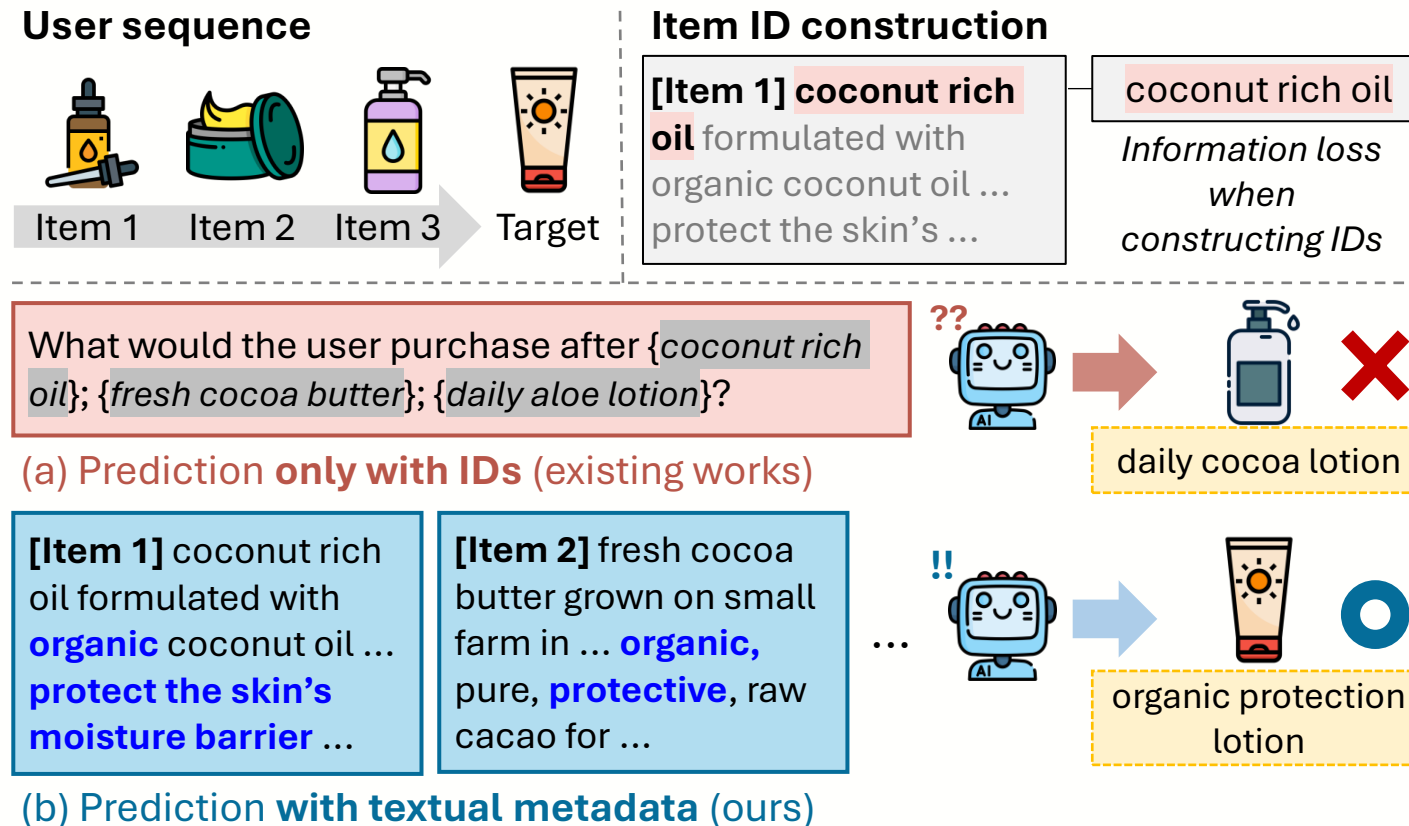 User sequence
Item 1
Item 2
Item 3
Target
Item ID construction
[Item 1] coconut rich
oil formulated with
organic coconut oil ...
protect the skin's ...
coconut rich oil
Information loss
when
constructing IDs
What would the user purchase after {coconut rich
oil}; {fresh cocoa butter}; {daily aloe lotion}?
??
AI
daily cocoa lotion
(a) Prediction only with IDs (existing works)
[Item 1] coconut rich
oil formulated with
organic coconut oil ...
protect the skin's
moisture barrier ...
[Item 2] fresh cocoa
butter grown on small
farm in ... organic,
pure, protective, raw
cacao for ...
...
!!
AI
organic protection
lotion
(b) Prediction with textual metadata (ours)